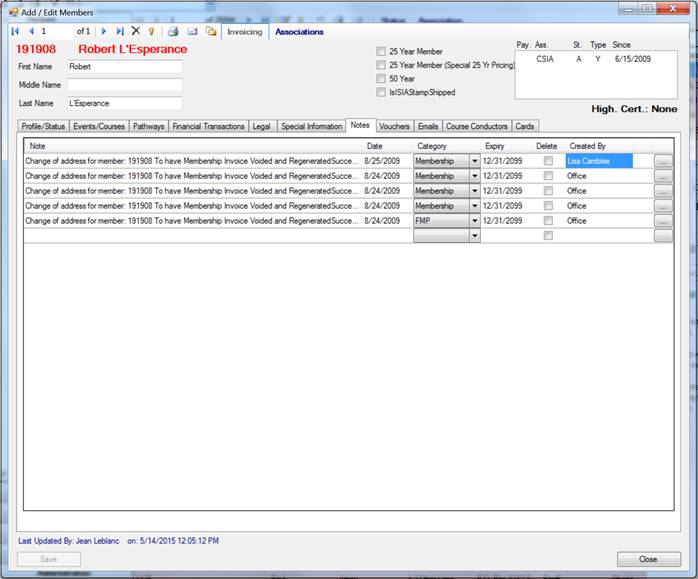 Add / Edit Members
1 of 1 Invoicing Associations
191908 Robert L'Esperance
First Name Robert
Middle Name
Last Name L'Esperance
25 Year Member
25 Year Member (Special 25 Yr Pricing)
50 Year
IsISIAStampShipped
Pay. Ass. St. Type Since
CSIA A Y 6/15/2009
High. Cert.: None
Profile/Status Events/Courses Pathways Financial Transactions Legal Special Information Notes Vouchers Emails Course Conductors Cards
Note Date Category Expiry Delete Created By
Change of address for member: 191908 To have Membership Invoice Voided and RegeneratedSucce... 8/25/2009 Membership 12/31/2099 Lisa Cambise ...
Change of address for member: 191908 To have Membership Invoice Voided and RegeneratedSucce... 8/24/2009 Membership 12/31/2099 Office ...
Change of address for member: 191908 To have Membership Invoice Voided and RegeneratedSucce... 8/24/2009 Membership 12/31/2099 Office ...
Change of address for member: 191908 To have Membership Invoice Voided and RegeneratedSucce... 8/24/2009 Membership 12/31/2099 Office ...
Change of address for member: 191908 To have Membership Invoice Voided and RegeneratedSucce... 8/24/2009 FMP 12/31/2099 Office ...
Last Updated By: Jean Leblanc on: 5/14/2015 12:05:12 PM
Save Close